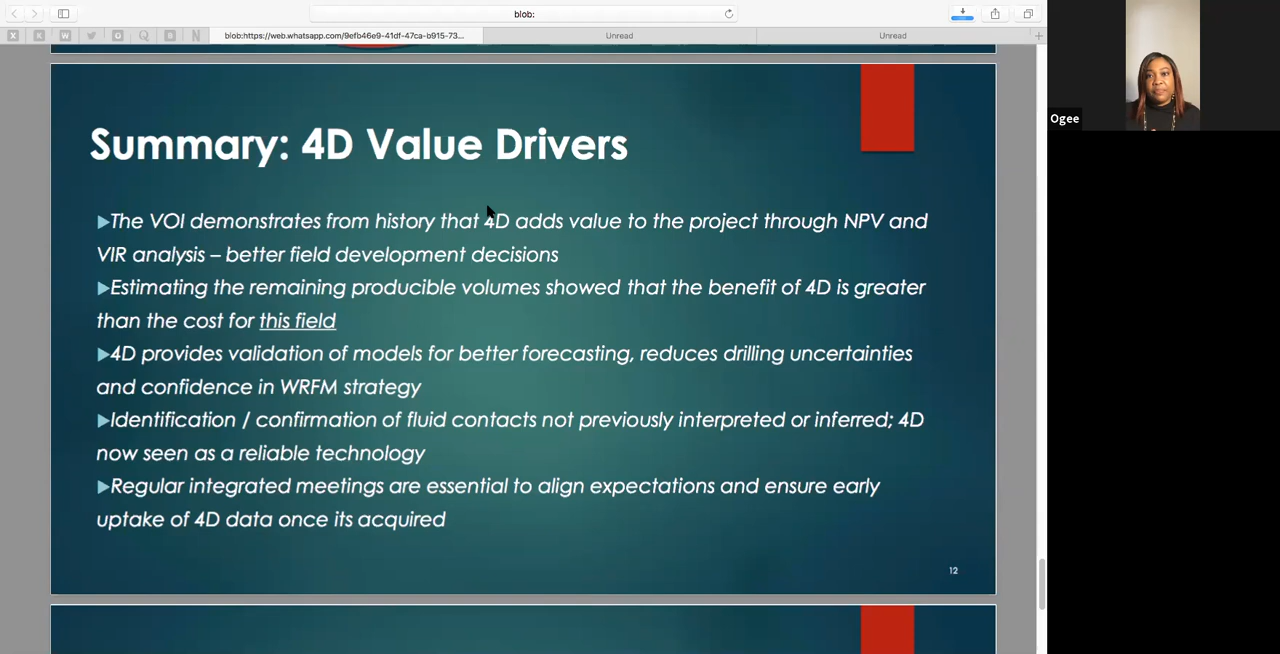 blob:
X K W O Q B N
blob:https://web.whatsapp.com/9efb46e9-41df-47ca-b915-73...
Unread
Unread
Ogee
Summary: 4D Value Drivers
The VOI demonstrates from history that 4D adds value to the project through NPV and
VIR analysis – better field development decisions
Estimating the remaining producible volumes showed that the benefit of 4D is greater
than the cost for this field
4D provides validation of models for better forecasting, reduces drilling uncertainties
and confidence in WRFM strategy
Identification / confirmation of fluid contacts not previously interpreted or inferred; 4D
now seen as a reliable technology
Regular integrated meetings are essential to align expectations and ensure early
uptake of 4D data once its acquired
12